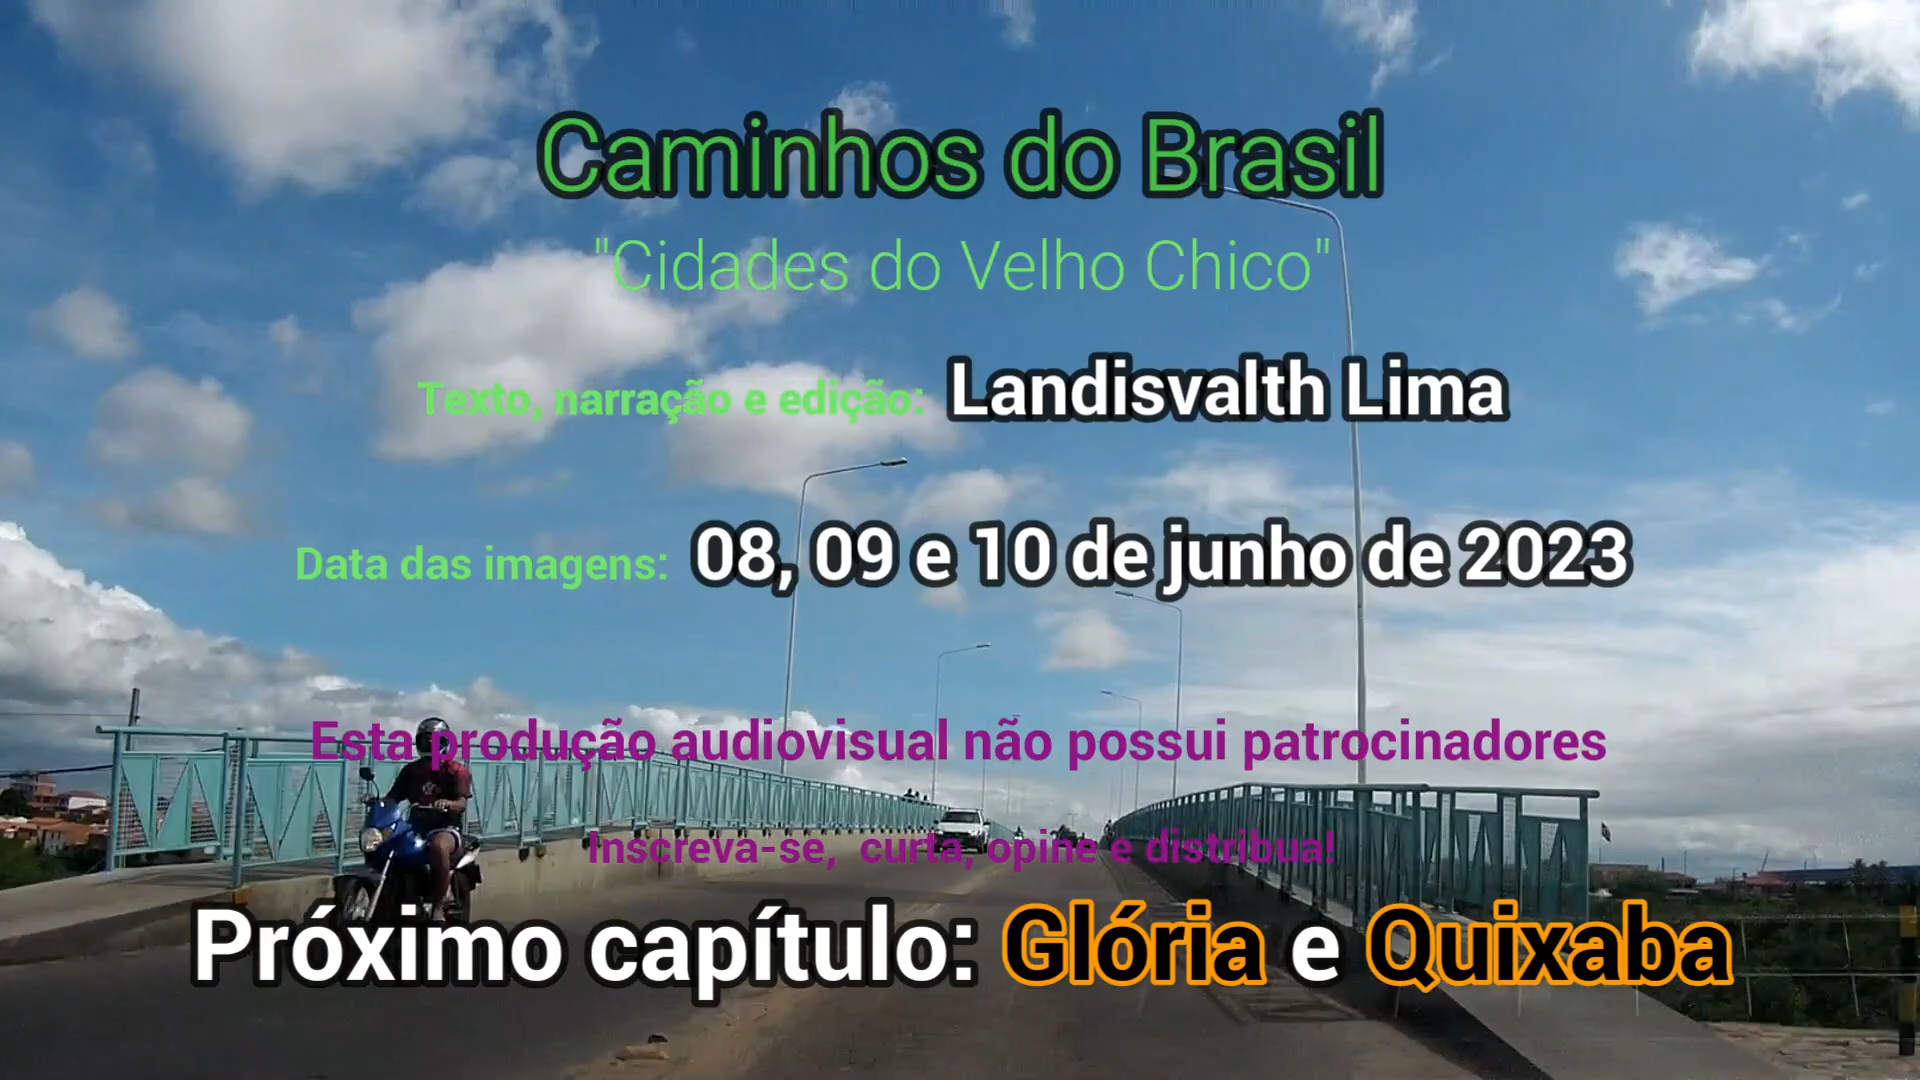 Caminhos do Brasil
"Cidades do Velho Chico"
Texto, narração e edição: Landisvalth Lima
Data das imagens: 08, 09 e 10 de junho de 2023
Esta produção audiovisual não possui patrocinadores
Inscreva-se, curta, opine e distribua!
Próximo capítulo: Glória e Quixaba